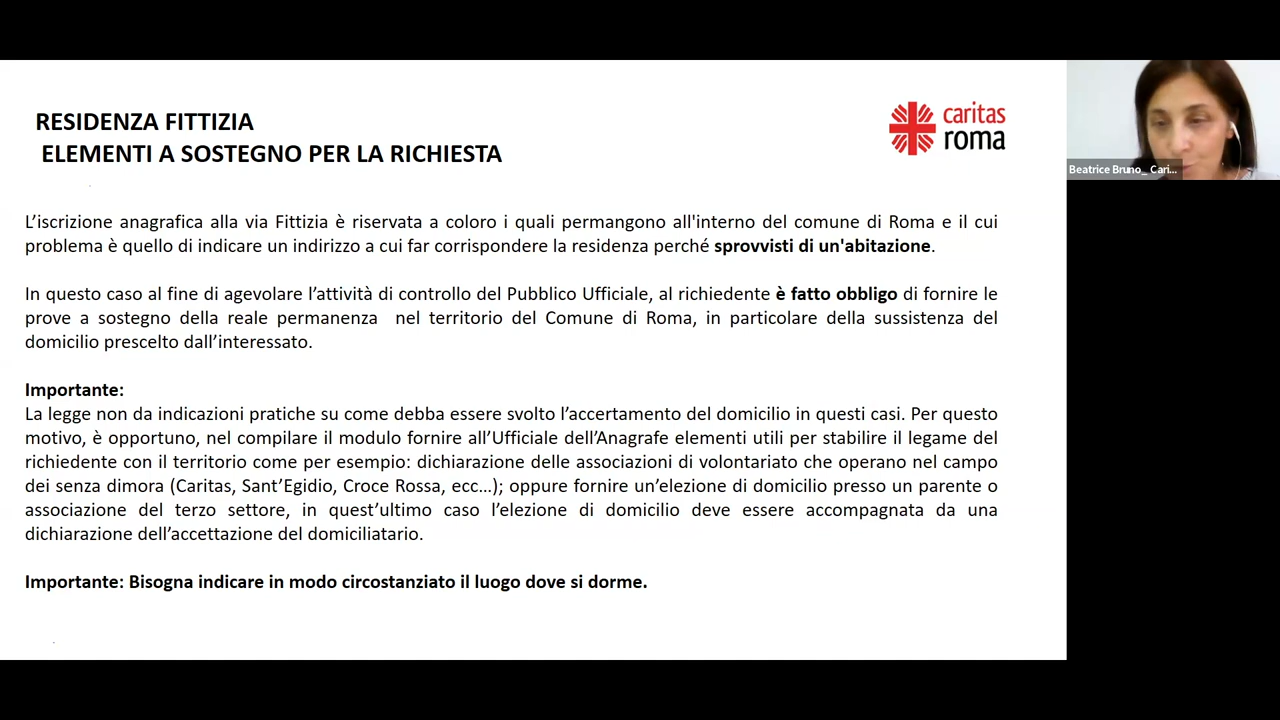 RESIDENZA FITTIZIA
ELEMENTI A SOSTEGNO PER LA RICHIESTA
caritas
roma
Beatrice Bruno_ Cari...
L’iscrizione anagrafica alla via Fittizia è riservata a coloro i quali permangono all'interno del comune di Roma e il cui
problema è quello di indicare un indirizzo a cui far corrispondere la residenza perché sprovvisti di un'abitazione.
In questo caso al fine di agevolare l’attività di controllo del Pubblico Ufficiale, al richiedente è fatto obbligo di fornire le
prove a sostegno della reale permanenza nel territorio del Comune di Roma, in particolare della sussistenza del
domicilio prescelto dall’interessato.
Importante:
La legge non da indicazioni pratiche su come debba essere svolto l’accertamento del domicilio in questi casi. Per questo
motivo, è opportuno, nel compilare il modulo fornire all’Ufficiale dell’Anagrafe elementi utili per stabilire il legame del
richiedente con il territorio come per esempio: dichiarazione delle associazioni di volontariato che operano nel campo
dei senza dimora (Caritas, Sant’Egidio, Croce Rossa, ecc…); oppure fornire un’elezione di domicilio presso un parente o
associazione del terzo settore, in quest’ultimo caso l’elezione di domicilio deve essere accompagnata da una
dichiarazione dell’accettazione del domiciliatario.
Importante: Bisogna indicare in modo circostanziato il luogo dove si dorme.